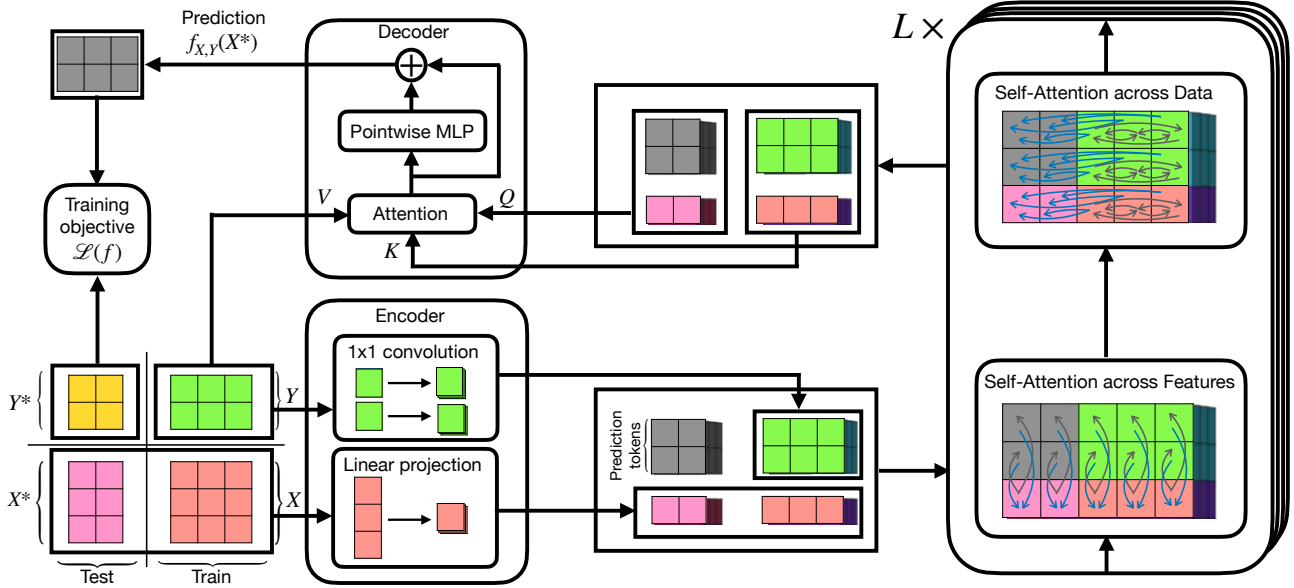 Prediction
f_{X,Y}(X*)
Decoder
L ×
Self-Attention across Data
Pointwise MLP
Training
objective
ℒ(f)
V
Attention
Q
K
Encoder
1x1 convolution
Self-Attention across Features
Y*
Y
Prediction
tokens
Linear projection
X*
X
Test
Train